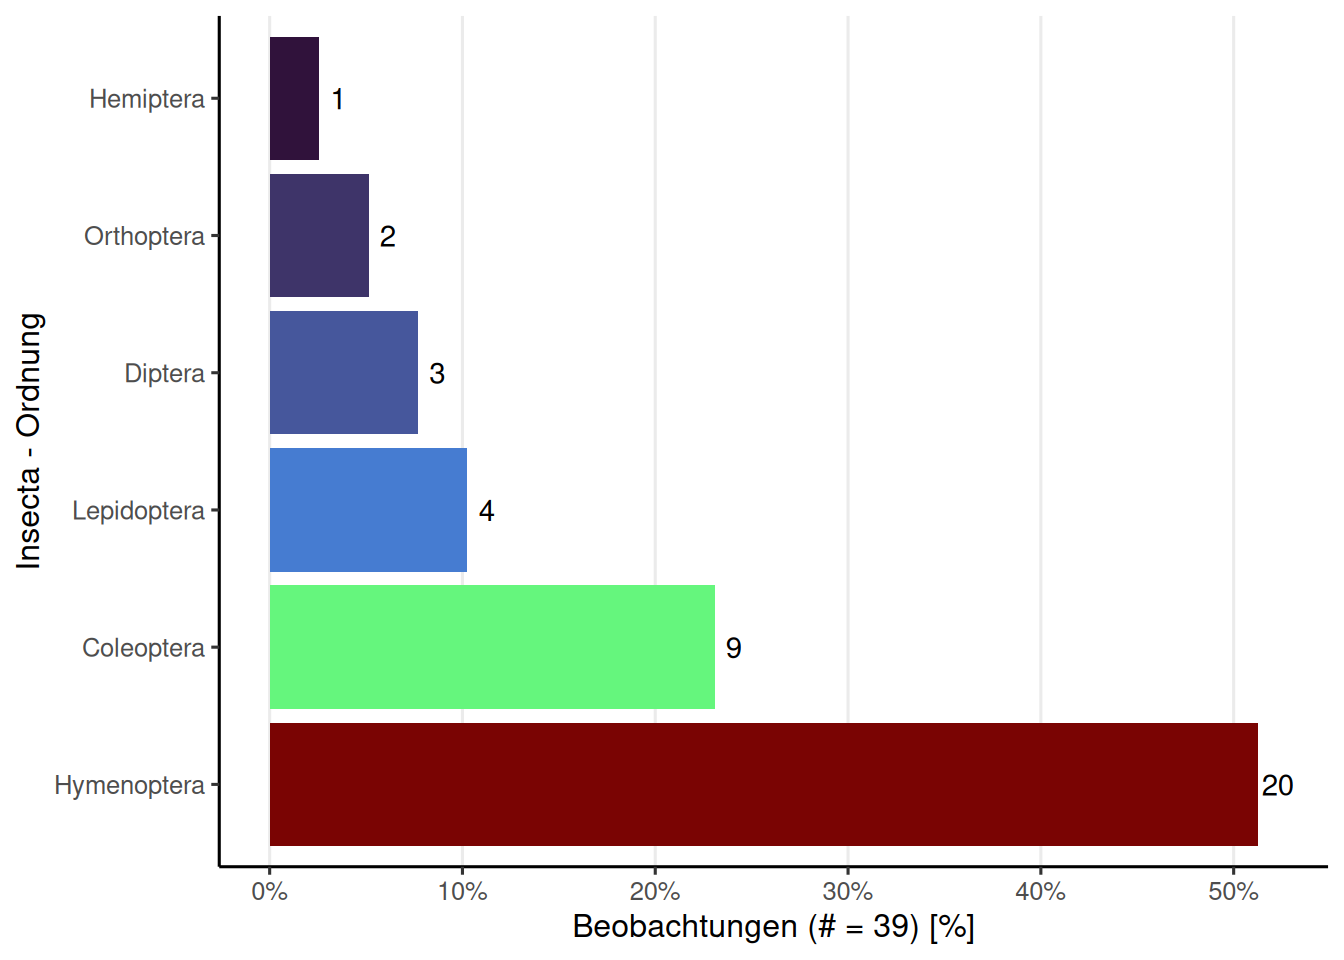 Hemiptera 1
Orthoptera 2
Diptera 3
Lepidoptera 4
Coleoptera 9
Hymenoptera 20
Insecta - Ordnung
0% 10% 20% 30% 40% 50%
Beobachtungen (# = 39) [%]